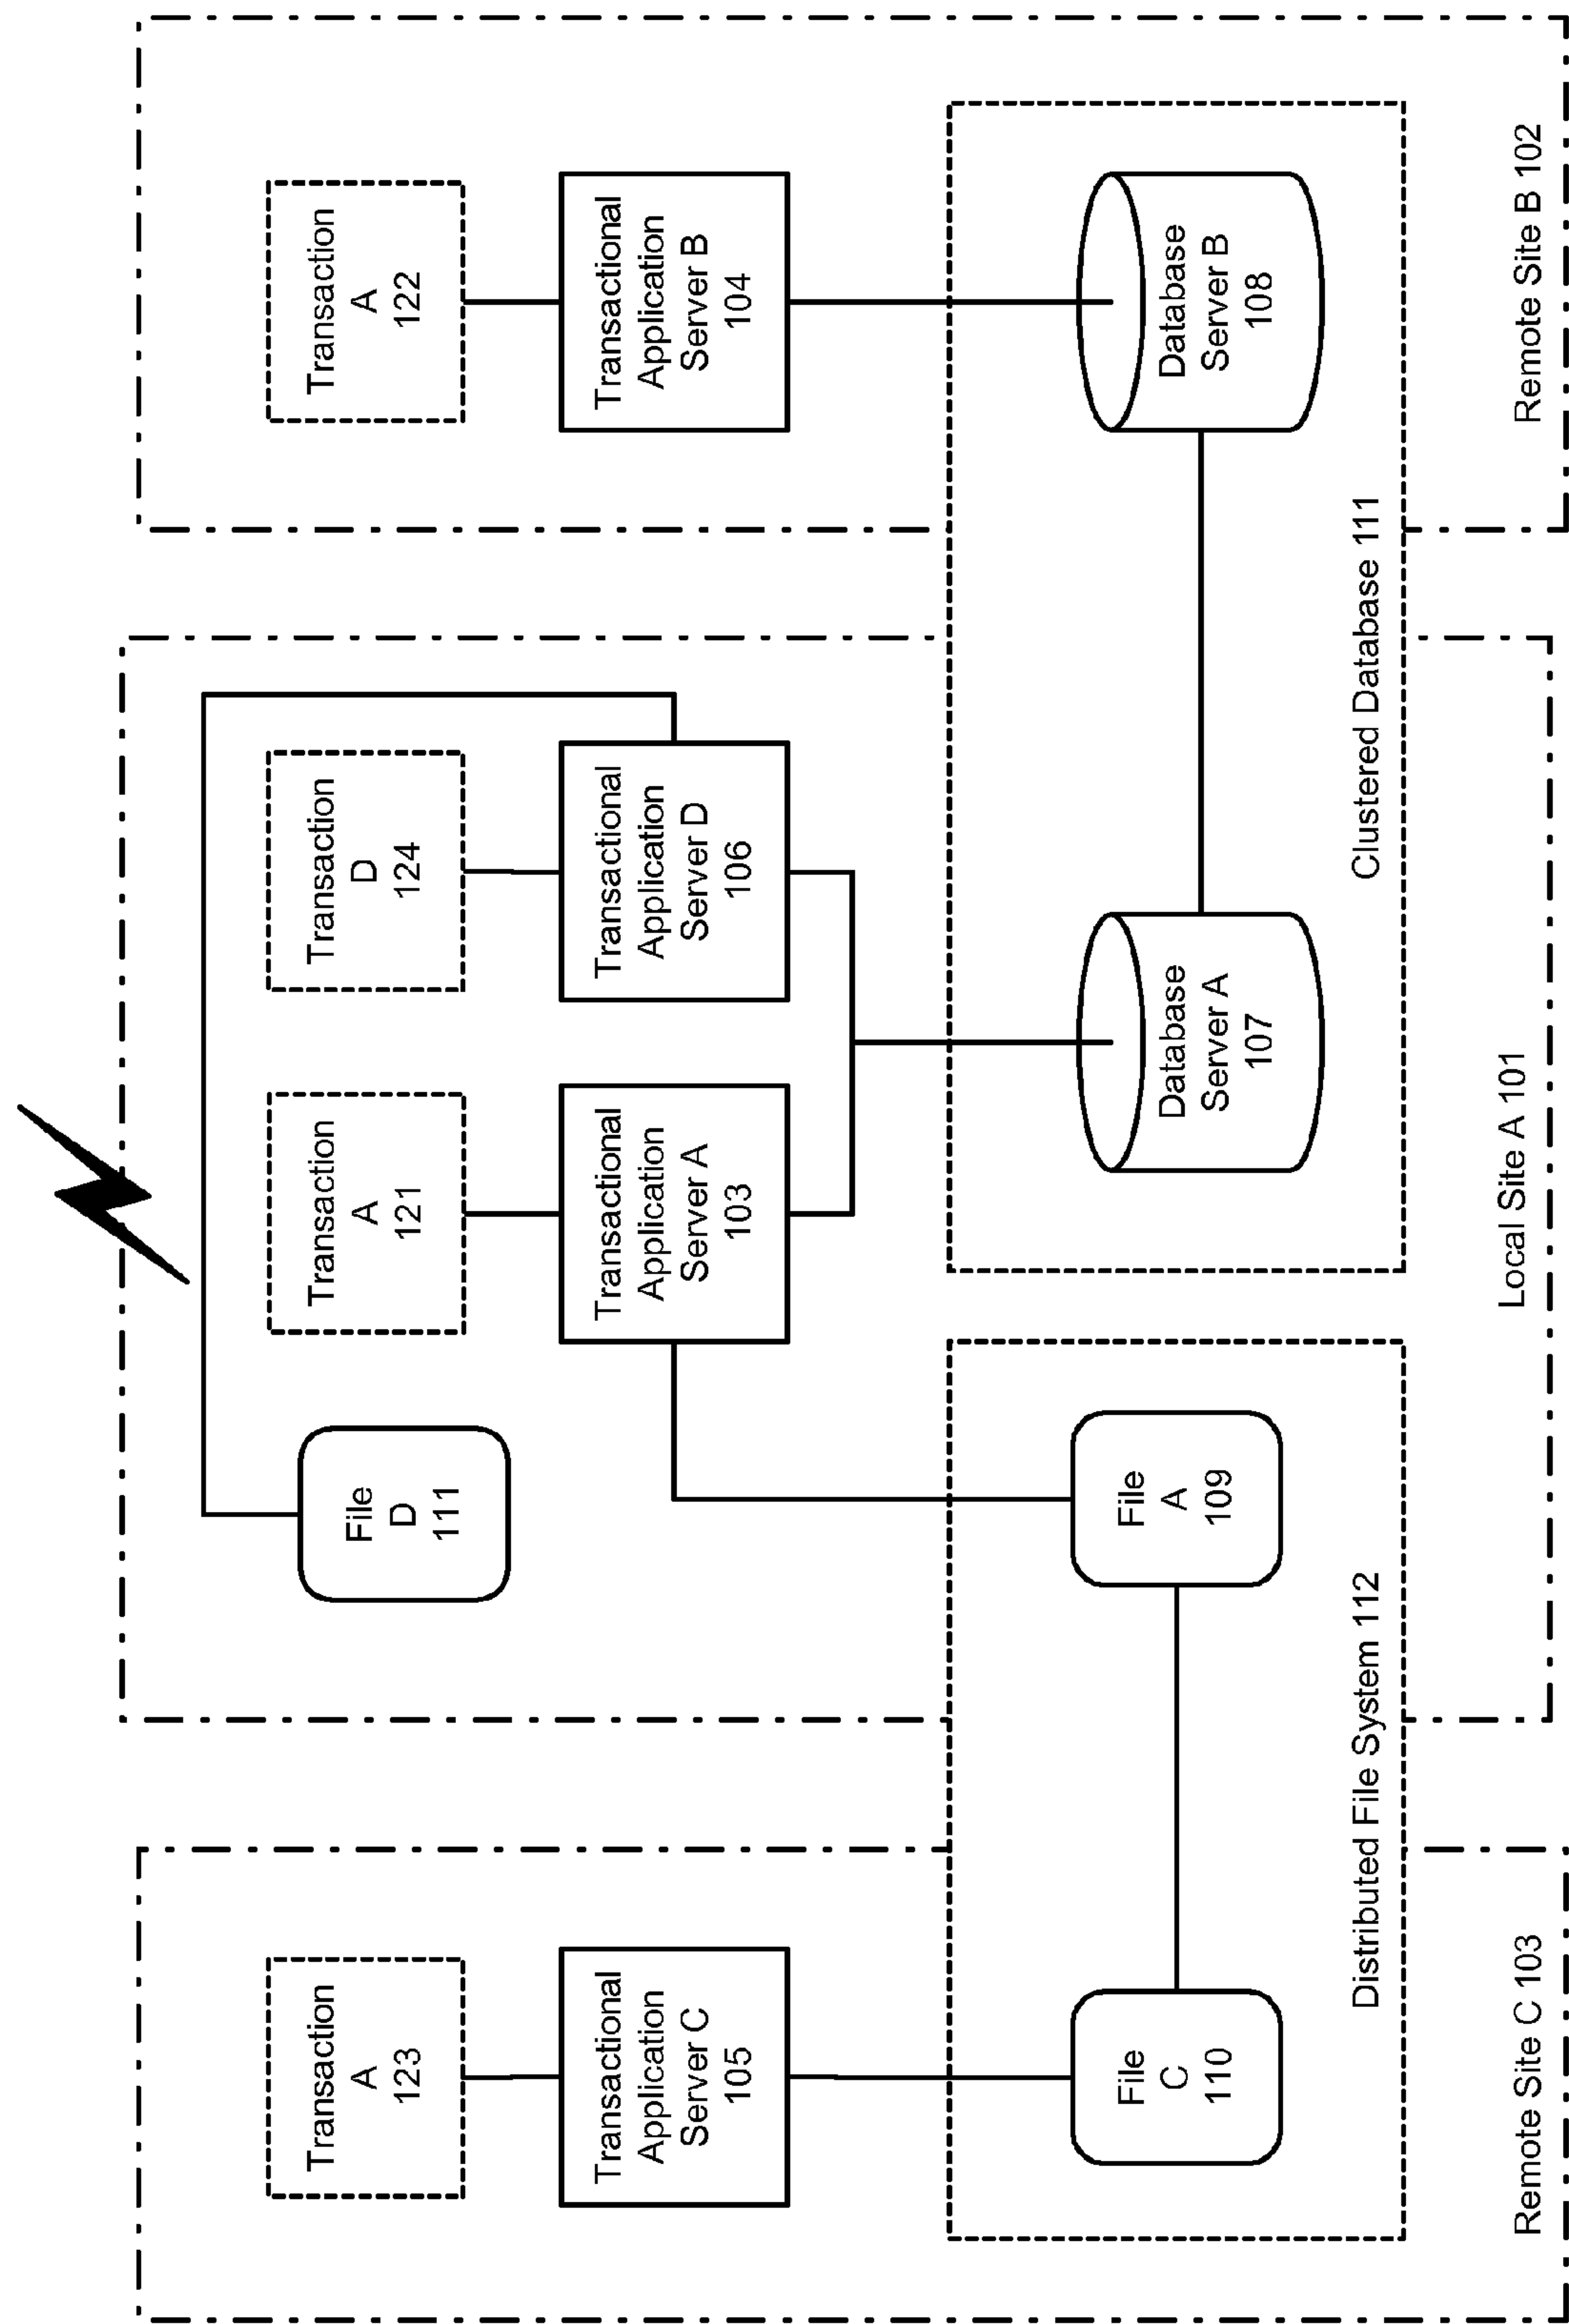 Transaction
A
123
Transactional
Application
Server C
105
File
C
110
Remote Site C 103
File
D
111
Transaction
A
121
Transaction
D
124
Transactional
Application
Server A
103
Transactional
Application
Server D
106
File
A
109
Distributed File System 112
Database
Server A
107
Local Site A 101
Clustered Database 111
Transaction
A
122
Transactional
Application
Server B
104
Database
Server B
108
Remote Site B 102